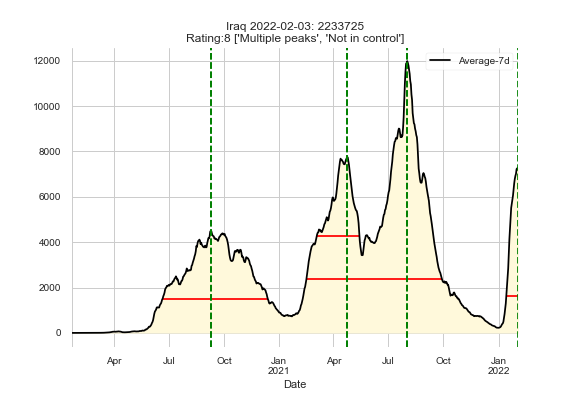 Iraq 2022-02-03: 2233725
Rating:8 ['Multiple peaks', 'Not in control']
Average-7d
12000
10000
8000
6000
4000
2000
0
Apr Jul Oct Jan Apr Jul Oct Jan
2021 2022
Date